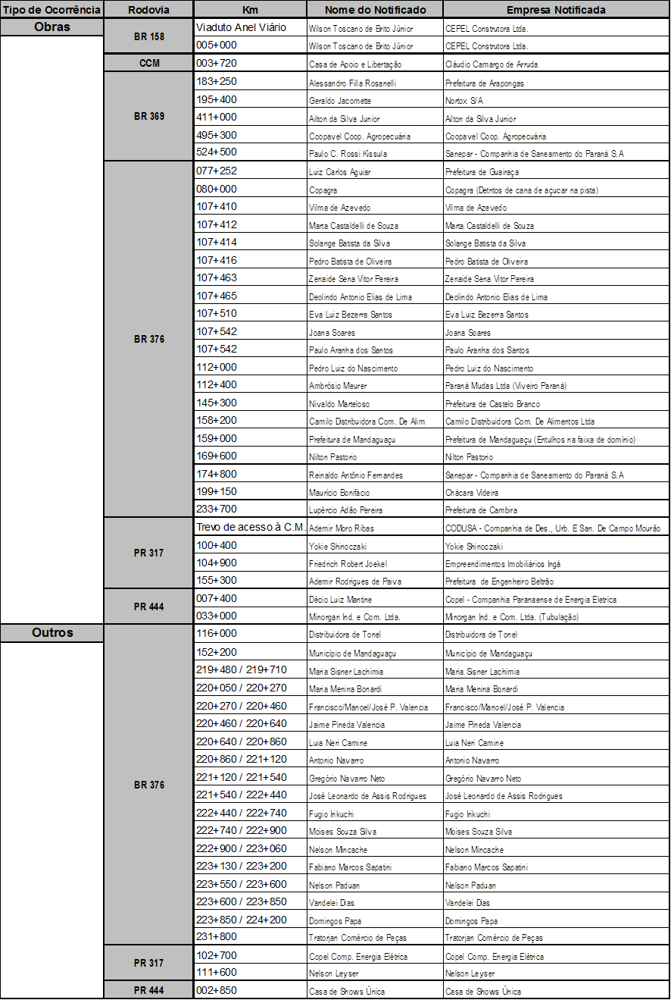 Tipo de Ocorrência Rodovia Km Nome do Notificado Empresa Notificada
Obras BR 158 Viaduto Anel Viário Wilson Toscano de Brito Júnior CEPEL Construtora Ltda.
005+000 Wilson Toscano de Brito Júnior CEPEL Construtora Ltda.
CCM 003+720 Casa de Apoio e Libertação Cláudio Camargo de Arruda
BR 369 183+250 Alessandro Filla Rosanelli Prefeitura de Arapongas
195+400 Geraldo Jacomette Nortox S/A
411+000 Ailton da Silva Junior Ailton da Silva Junior
495+300 Coopavel Coop. Agropecuária Coopavel Coop. Agropecuária
524+500 Paulo C. Rossi Kissula Sanepar - Companhia de Saneamento do Paraná S.A
BR 376 077+252 Luiz Carlos Aguiar Prefeitura de Guairaça
080+000 Copagra Copagra (Detritos de cana de açucar na pista)
107+410 Vilma de Azevedo Vilma de Azevedo
107+412 Marta Castaldelli de Souza Marta Castaldelli de Souza
107+414 Solange Batista da Silva Solange Batista da Silva
107+416 Pedro Batista de Oliveira Pedro Batista de Oliveira
107+463 Zenaide Sena Vitor Pereira Zenaide Sena Vitor Pereira
107+465 Deolindo Antonio Elias de Lima Deolindo Antonio Elias de Lima
107+510 Eva Luiz Bezerra Santos Eva Luiz Bezerra Santos
107+542 Joana Soares Joana Soares
107+542 Paulo Aranha dos Santos Paulo Aranha dos Santos
112+000 Pedro Luiz do Nascimento Pedro Luiz do Nascimento
112+400 Ambrósio Meurer Paraná Mudas Ltda (Viveiro Paraná)
145+300 Nivaldo Marteloso Prefeitura de Castelo Branco
158+200 Camilo Distribuidora Com. De Alim Camilo Distribuidora Com. De Alimentos Ltda
159+000 Prefeitura de Mandaguaçu Prefeitura de Mandaguaçu (Entulhos na faixa de domínio)
169+600 Nilton Pastorio Nilton Pastorio
174+800 Reinaldo Antônio Fernandes Sanepar - Companhia de Saneamento do Paraná S.A
199+150 Maurício Bonifácio Chácara Videira
233+700 Lupércio Adão Pereira Prefeitura de Cambira
PR 317 Trevo de acesso à C.M. Ademir Moro Ribas CODUSA - Companhia de Des., Urb. E San. De Campo Mourão
100+400 Yokie Shinoczaki Yokie Shinoczaki
104+900 Friedrich Robert Joekel Empreendimentos Imobiliários Ingá
155+300 Ademir Rodrigues de Paiva Prefeitura de Engenheiro Beltrão
PR 444 007+400 Décio Luiz Mantine Copel - Companhia Paranaense de Energia Eletrica
033+000 Minorgan Ind. e Com. Ltda. Minorgan Ind. e Com. Ltda. (Tubulação)
Outros BR 376 116+000 Distribuidora de Tonel Distribuidora de Tonel
152+200 Município de Mandaguaçu Município de Mandaguaçu
219+480 / 219+710 Maria Sisner Lachimia Maria Sisner Lachimia
220+050 / 220+270 Maria Menina Bonardi Maria Menina Bonardi
220+270 / 220+460 Francisco/Manoel/José P. Valencia Francisco/Manoel/José P. Valencia
220+460 / 220+640 Jaime Pineda Valencia Jaime Pineda Valencia
220+640 / 220+860 Luia Neri Camine Luia Neri Camine
220+860 / 221+120 Antonio Navarro Antonio Navarro
221+120 / 221+540 Gregório Navarro Neto Gregório Navarro Neto
221+540 / 222+440 José Leonardo de Assis Rodrigues José Leonardo de Assis Rodrigues
222+440 / 222+740 Fugio Irikuchi Fugio Irikuchi
222+740 / 222+900 Moises Souza Silva Moises Souza Silva
222+900 / 223+060 Nelson Mincache Nelson Mincache
223+130 / 223+200 Fabiano Marcos Sapatini Fabiano Marcos Sapatini
223+550 / 223+600 Nelson Paduan Nelson Paduan
223+600 / 223+850 Vandelei Dias Vandelei Dias
223+850 / 224+200 Domingos Papa Domingos Papa
231+800 Tratorjan Comércio de Peças Tratorjan Comércio de Peças
PR 317 102+700 Copel Comp. Energia Elétrica Copel Comp. Energia Elétrica
111+600 Nelson Leyser Nelson Leyser
PR 444 002+850 Casa de Shows Única Casa de Shows Única